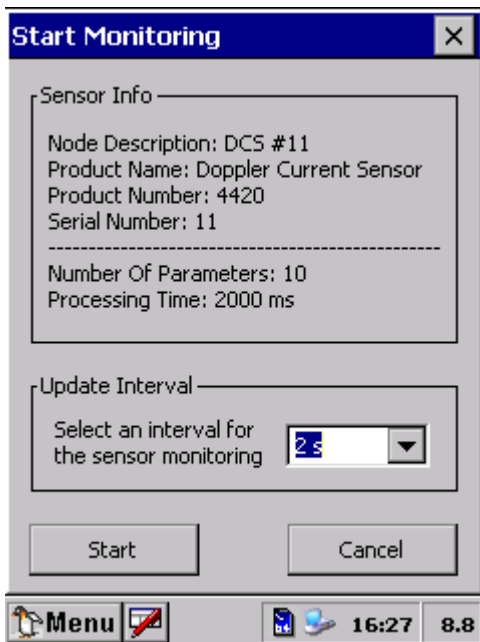 Start Monitoring
Sensor Info
Node Description: DCS #11
Product Name: Doppler Current Sensor
Product Number: 4420
Serial Number: 11
-------------------------------------------------
Number Of Parameters: 10
Processing Time: 2000 ms
Update Interval
Select an interval for
the sensor monitoring
2 s
Start
Cancel
Menu
16:27
8.8